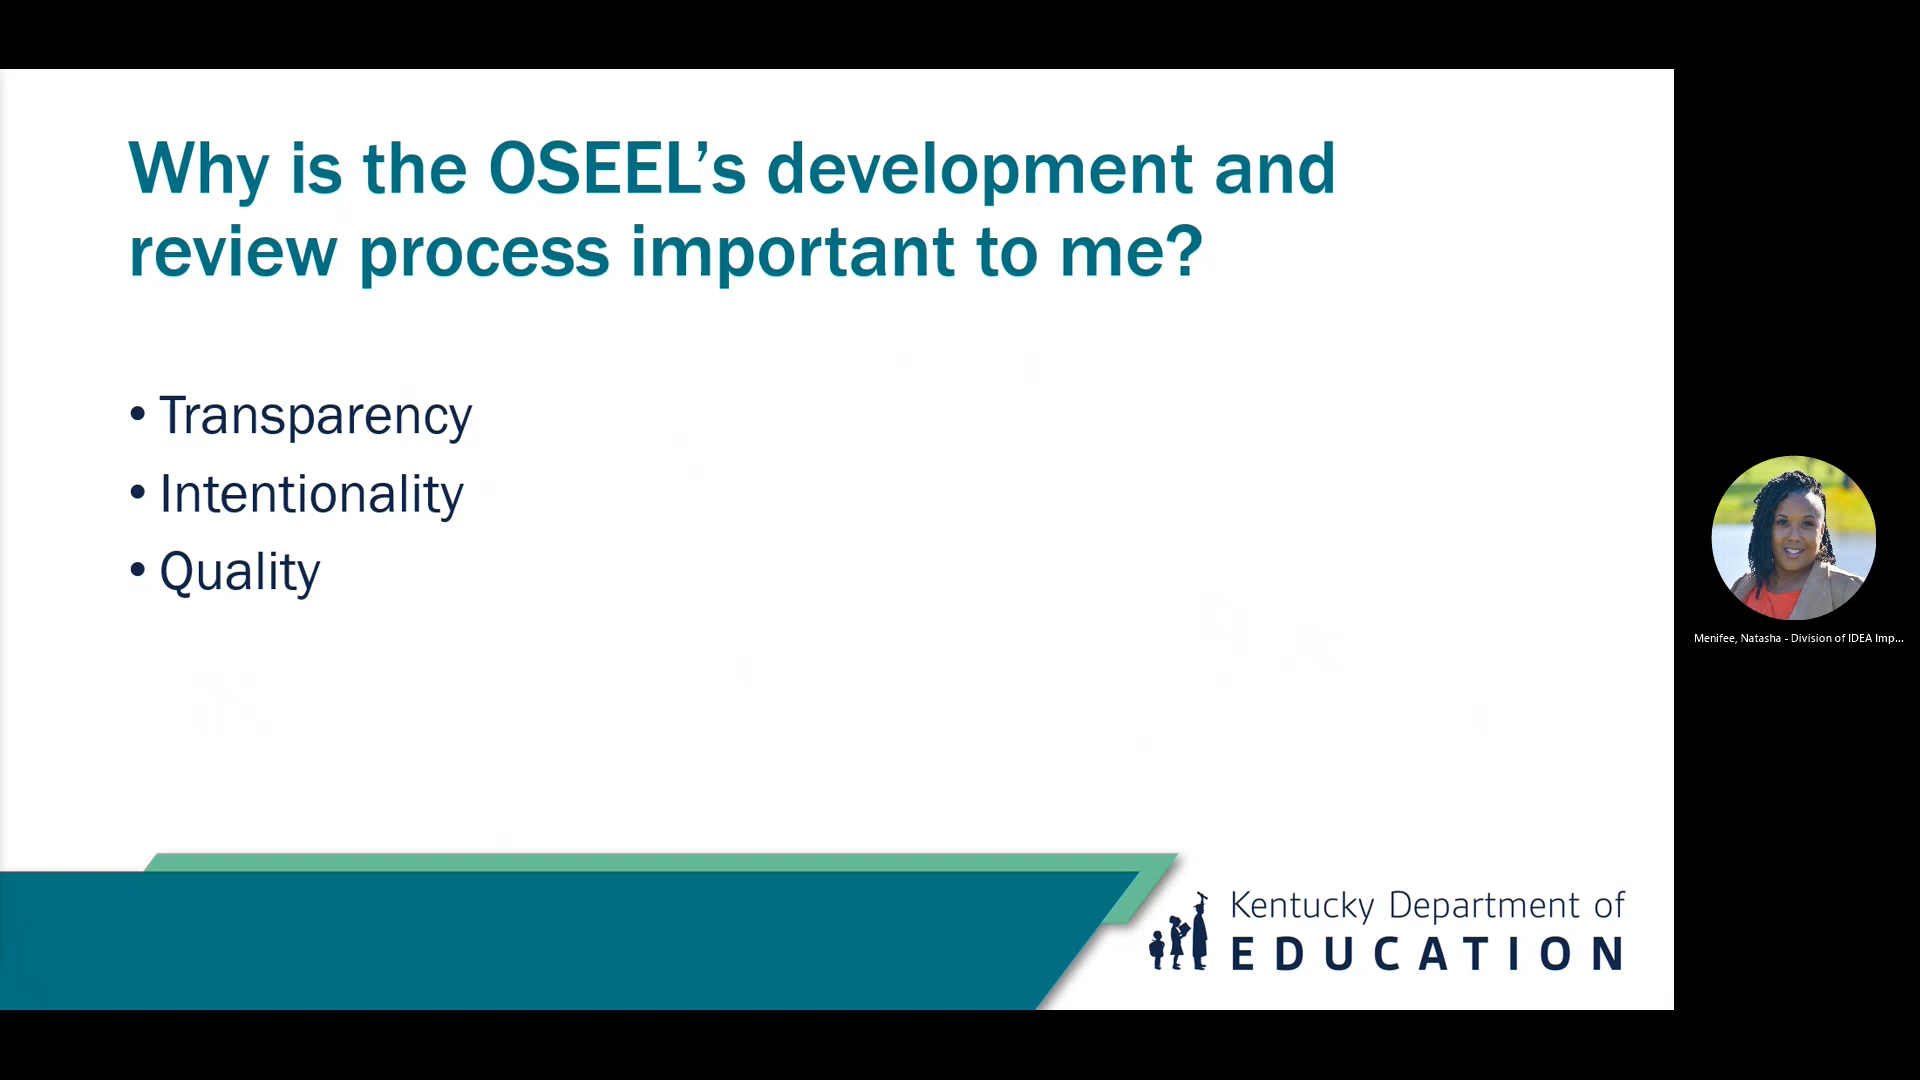 Why is the OSEEL’s development and
review process important to me?
• Transparency
• Intentionality
• Quality
Menifee, Natasha - Division of IDEA Imp...
Kentucky Department of
EDUCATION